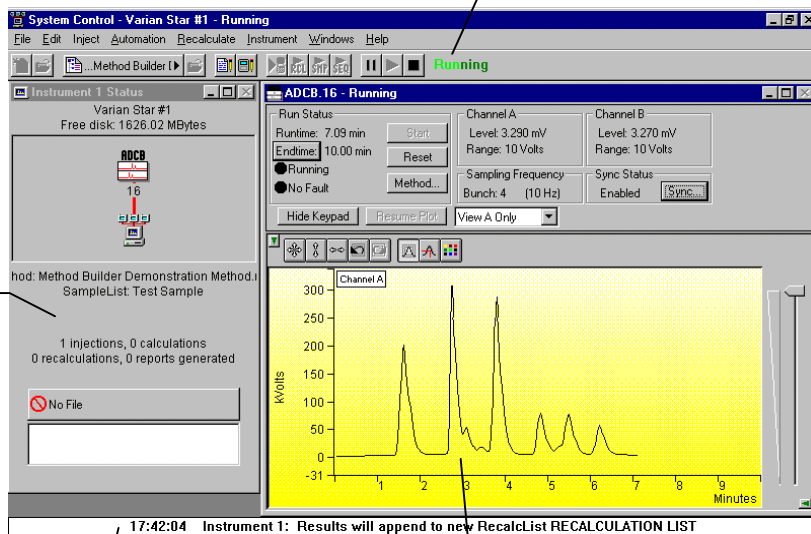 System Control - Varian Star #1 - Running
File Edit Inject Automation Recalculate Instrument Windows Help
...Method Builder [ RCL SMP SEQ Running
Instrument 1 Status
Varian Star #1
Free disk: 1626.02 MBytes
ADCB
16
hod: Method Builder Demonstration Method.
SampleList: Test Sample
1 injections, 0 calculations
0 recalculations, 0 reports generated
No File
ADCB.16 - Running
Run Status
Runtime: 7.09 min
Start
Endtime: 10.00 min
Reset
Running
No Fault
Method...
Channel A
Level: 3.290 mV
Range: 10 Volts
Channel B
Level: 3.270 mV
Range: 10 Volts
Sampling Frequency
Bunch: 4 (10 Hz)
Sync Status
Enabled Sync...
Hide Keypad Resume Plot View A Only
Channel A
kVolts
300
250
200
150
100
50
0
-31
1 2 3 4 5 6 7 8 9
Minutes
17:42:04 Instrument 1: Results will append to new RecalcList RECALCULATION LIST